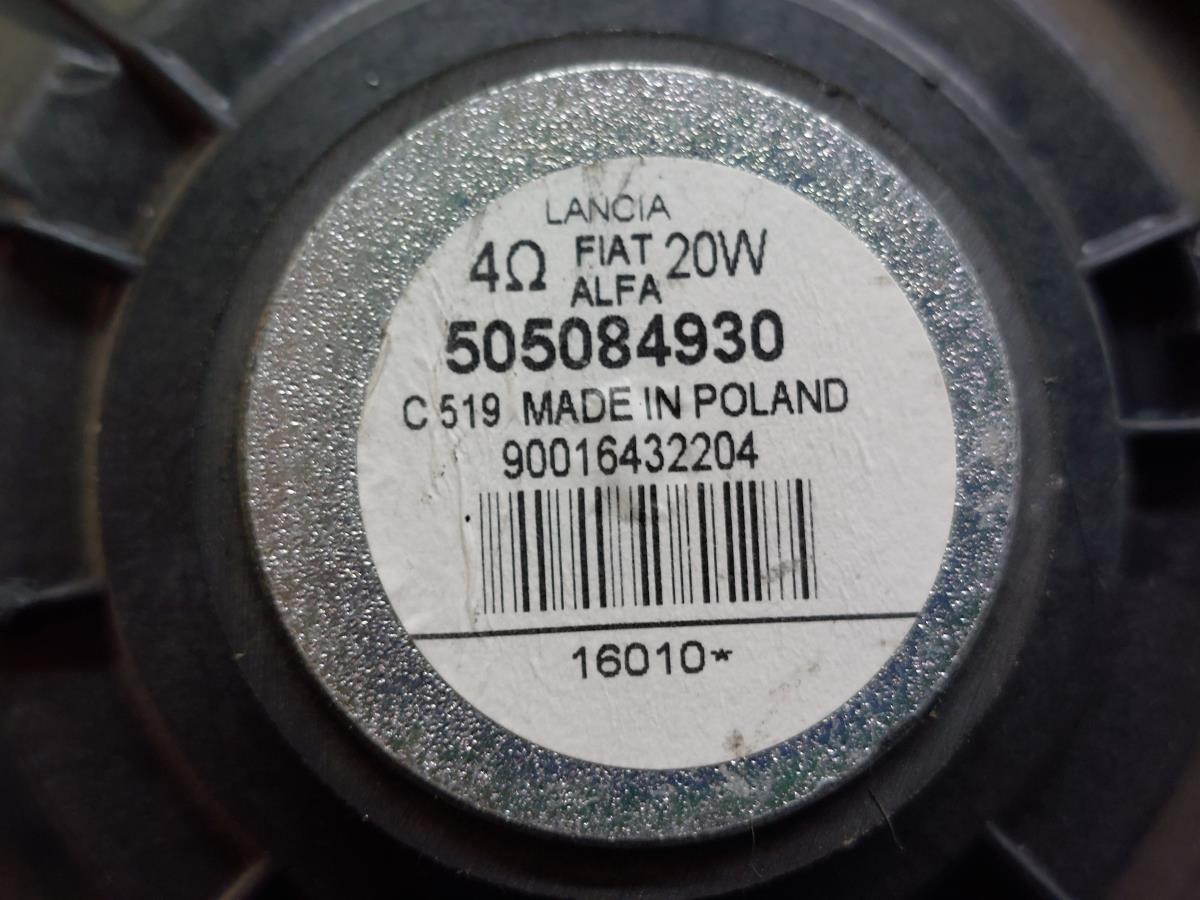 LANCIA
4Ω FIAT 20W
ALFA
505084930
C 519 MADE IN POLAND
90016432204
16010*